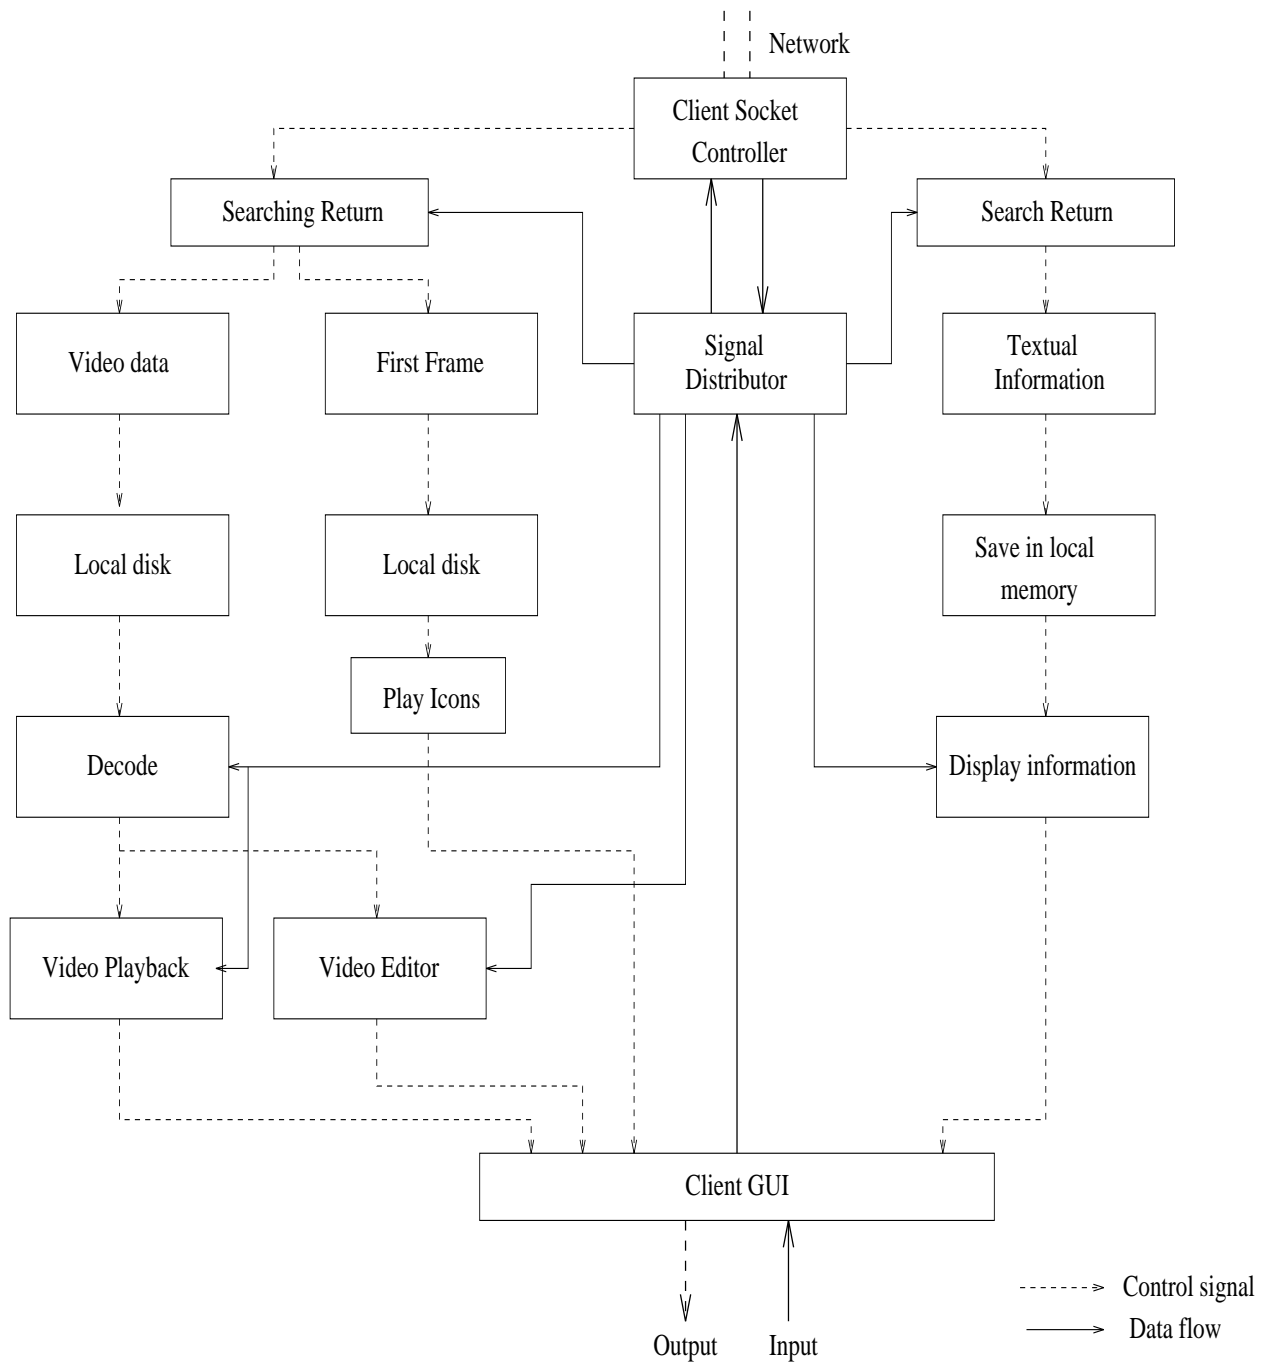 Network
Client Socket
Controller
Searching Return
Search Return
Video data
First Frame
Signal
Distributor
Textual
Information
Local disk
Local disk
Save in local
memory
Play Icons
Decode
Display information
Video Playback
Video Editor
Client GUI
Control signal
Data flow
Output
Input